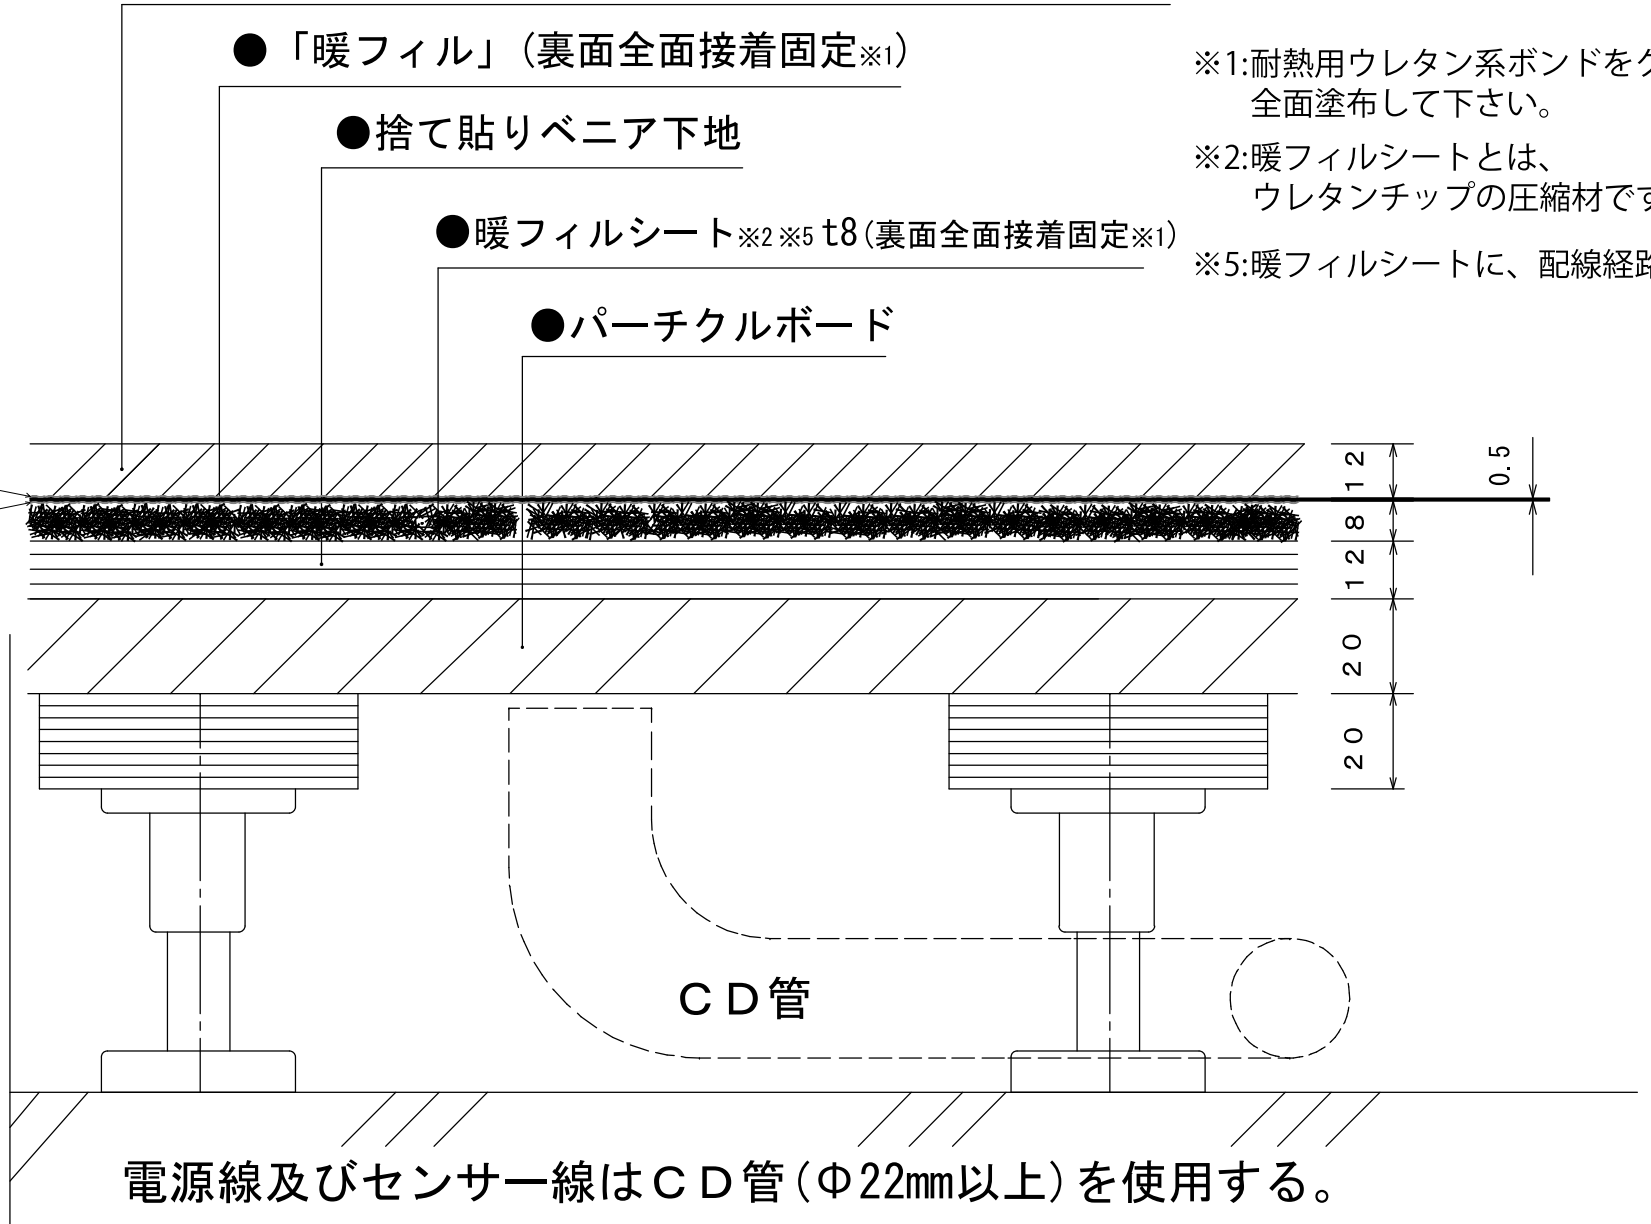 ●「暖フィル」(裏面全面接着固定※1)
●捨て貼りベニア下地
●暖フィルシート※2 ※5 t8(裏面全面接着固定※1)
●パーチクルボード
※1:耐熱用ウレタン系ボンドをク
全面塗布して下さい。
※2:暖フィルシートとは、
ウレタンチップの圧縮材です
※5:暖フィルシートに、配線経路
12
0.5
8
12
20
20
CD管
電源線及びセンサー線はCD管(Φ22mm以上)を使用する。